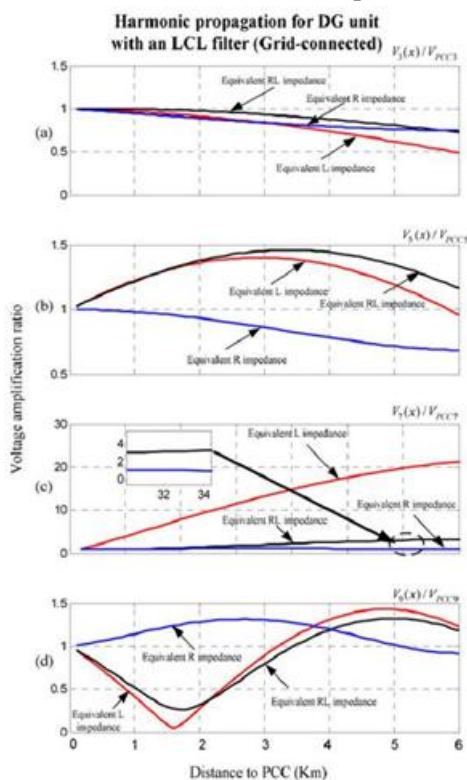 Harmonic propagation for DG unit
with an LCL filter (Grid-connected)
V3(x)/VPCC3
1.5
1
0.5
0
(a)
Equivalent RL impedance
Equivalent R impedance
Equivalent L impedance
V5(x)/VPCC5
1.5
1
0.5
(b)
Equivalent L impedance
Equivalent RL impedance
Equivalent R impedance
Voltage amplification ratio
V7(x)/VPCC7
30
20
10
0
(c)
4
2
0
32 34
Equivalent L impedance
Equivalent R impedance
Equivalent RL impedance
V9(x)/VPCC9
1.5
1
0.5
0
(d)
Equivalent R impedance
Equivalent L
impedance
Equivalent RL impedance
0 1 2 3 4 5 6
Distance to PCC (Km)